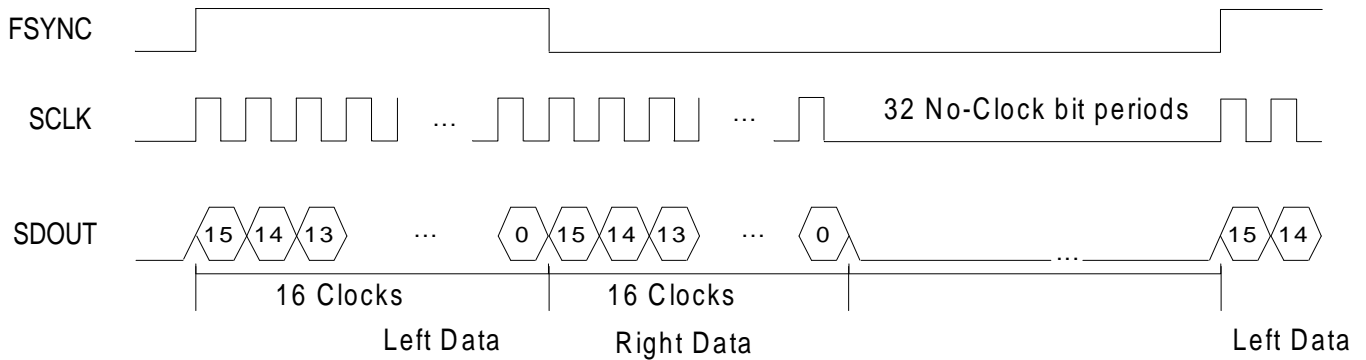 FSYNC
SCLK ... ... 32 No-Clock bit periods
SDOUT 15 14 13 ... 0 15 14 13 ... 0 ... 15 14
16 Clocks 16 Clocks
Left Data Right Data Left Data